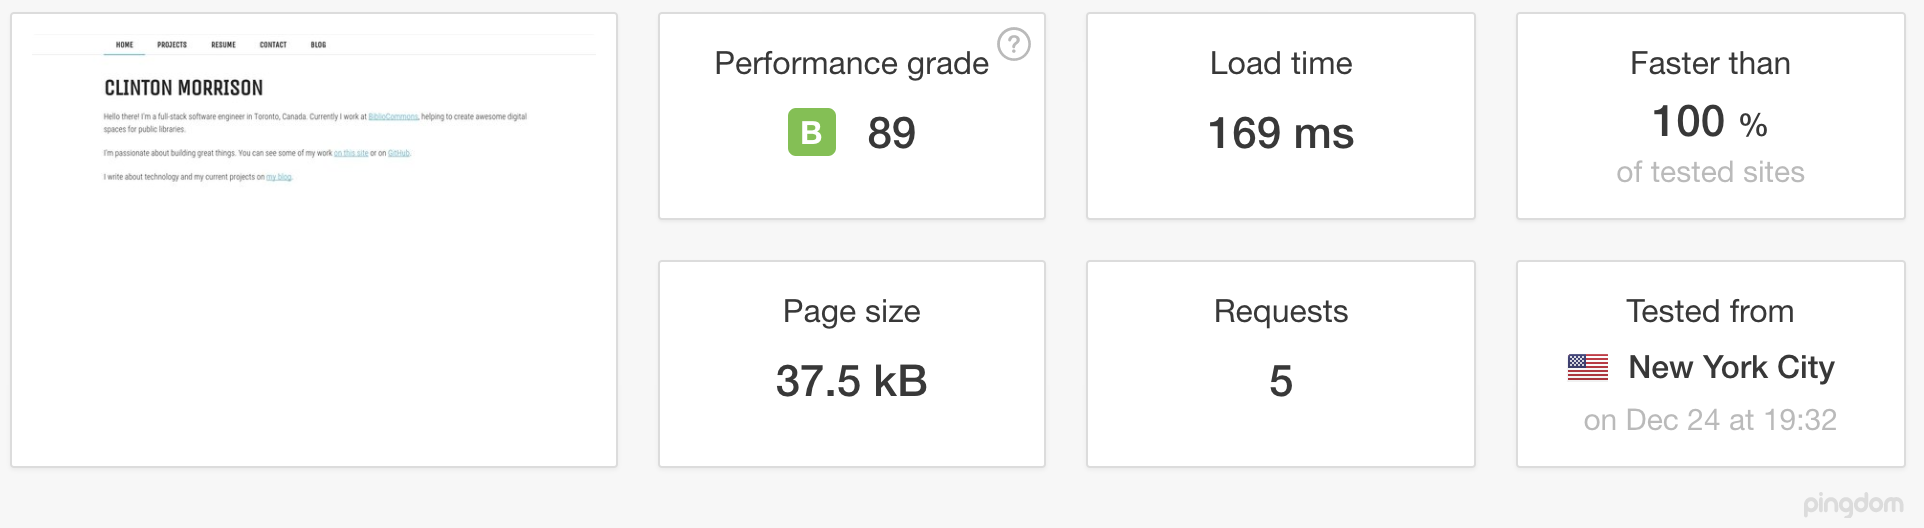 HOME PROJECTS RESUME CONTACT BLOG
CLINTON MORRISON
Hello there! I'm a full-stack software engineer in Toronto, Canada. Currently I work at BiblioCommons, helping to create awesome digital
spaces for public libraries.
I'm passionate about building great things. You can see some of my work on this site or on GitHub.
I write about technology and my current projects on my blog.
Performance grade ?
B 89
Load time
169 ms
Faster than
100 %
of tested sites
Page size
37.5 kB
Requests
5
Tested from
New York City
on Dec 24 at 19:32
pingdom